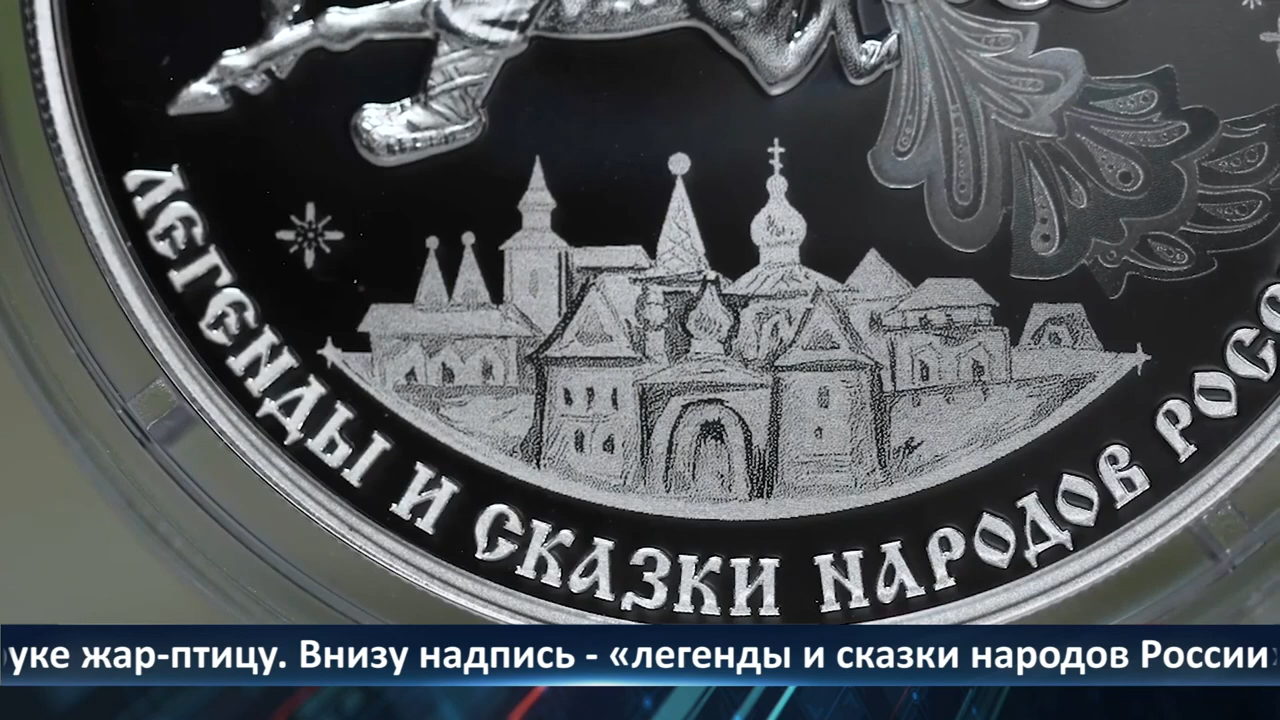 ЛЕГЕНДЫ И СКАЗКИ НАРОДОВ РОСС
уке жар-птицу. Внизу надпись - «легенды и сказки народов России»